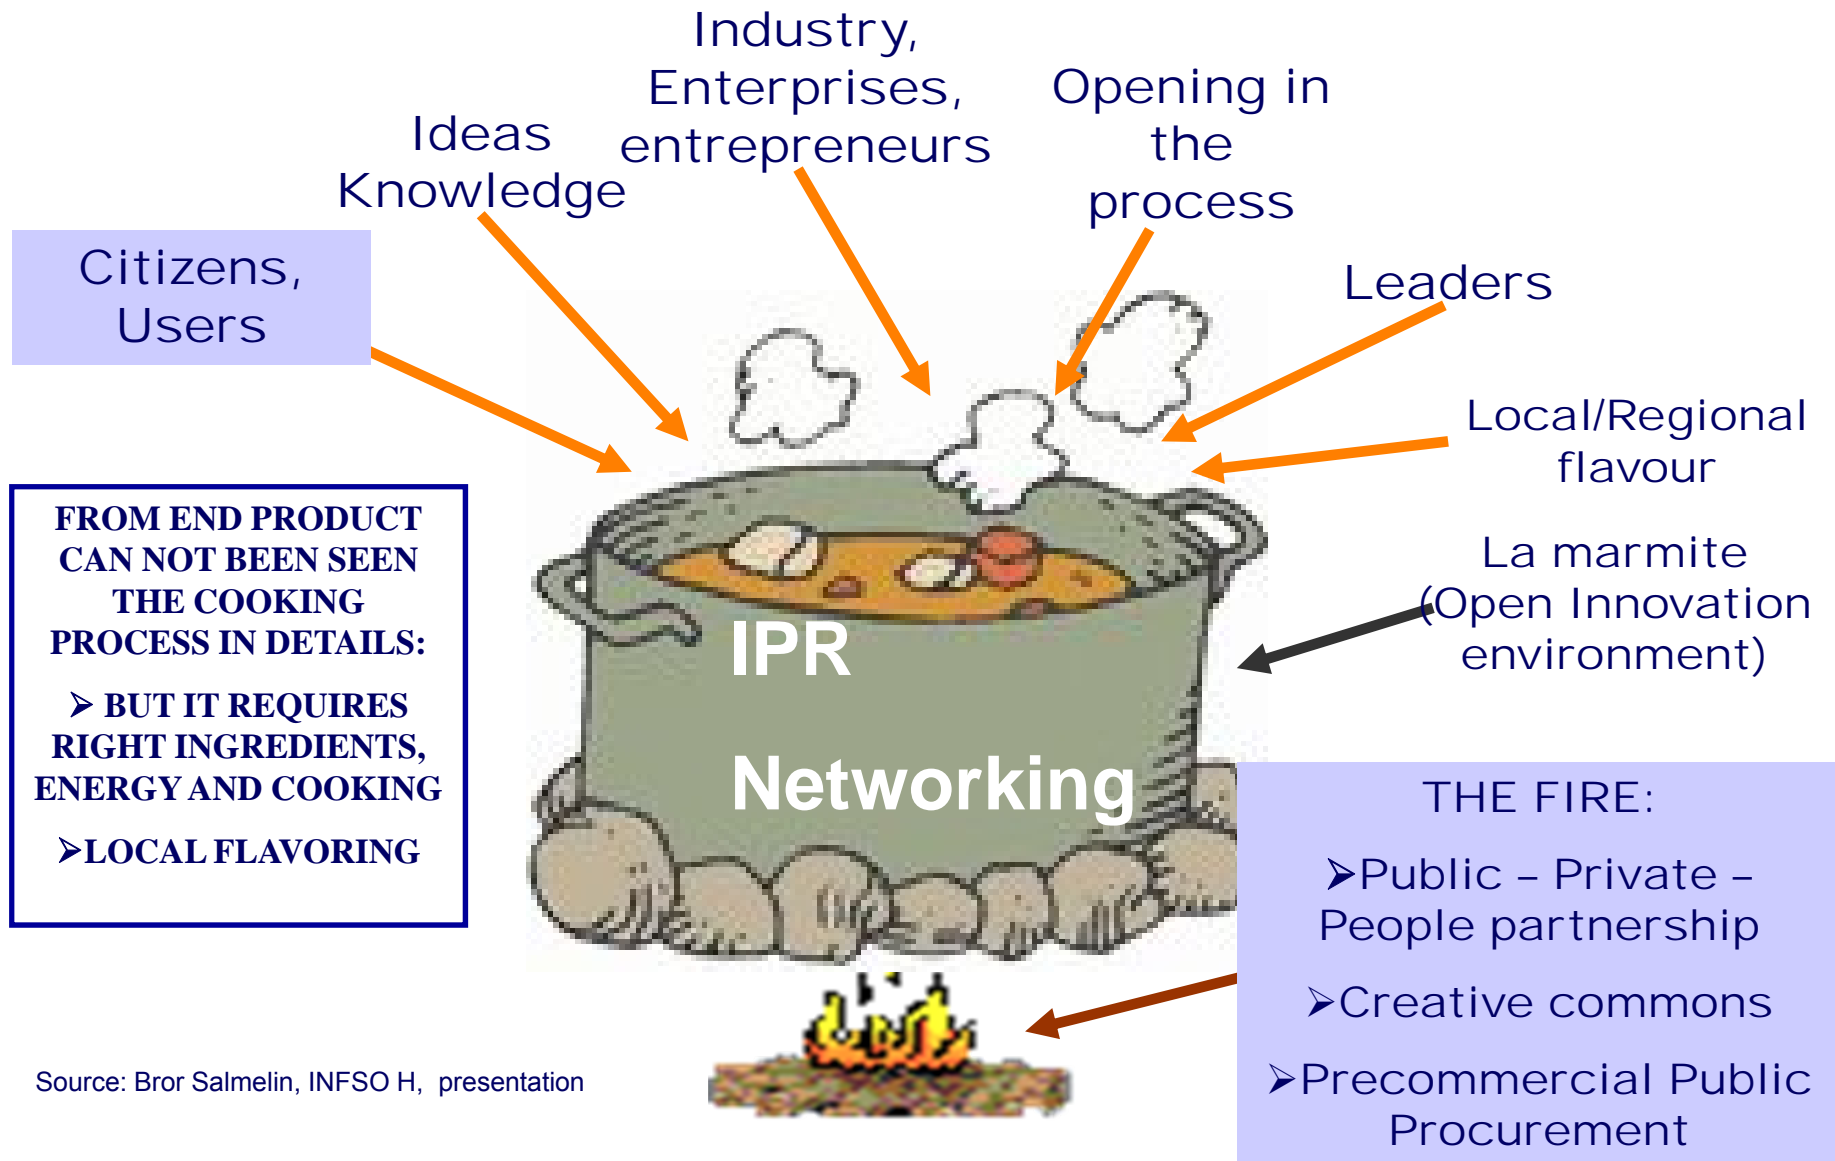 Industry,
Enterprises,
entrepreneurs
Opening in
the
process
Ideas
Knowledge
Citizens,
Users
Leaders
Local/Regional
flavour
La marmite
(Open Innovation
environment)
FROM END PRODUCT
CAN NOT BEEN SEEN
THE COOKING
PROCESS IN DETAILS:
➢ BUT IT REQUIRES
RIGHT INGREDIENTS,
ENERGY AND COOKING
➢LOCAL FLAVORING
IPR
Networking
THE FIRE:
➢Public – Private –
People partnership
➢Creative commons
➢Precommercial Public
Procurement
Source: Bror Salmelin, INFSO H, presentation